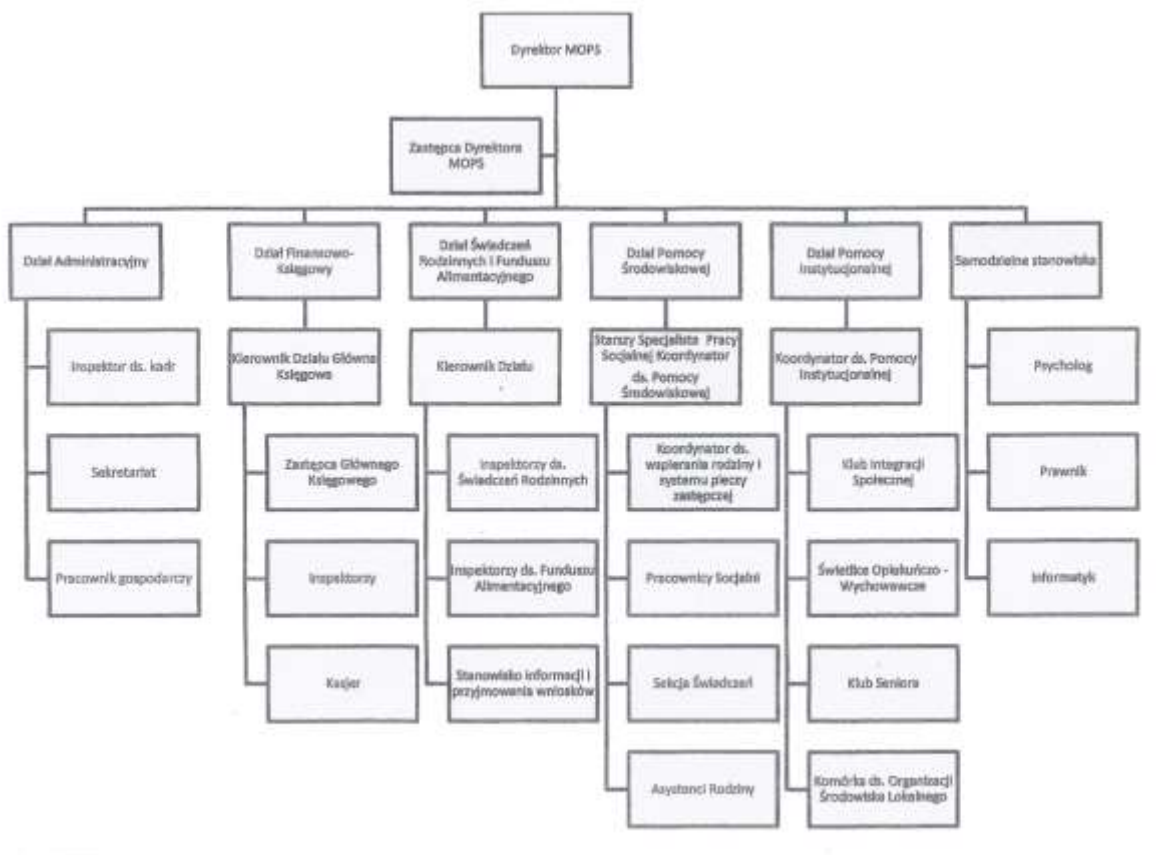 Dyrektor MOPS
Zastępca Dyrektora
MOPS
Dział Administracyjny
Inspektor ds. kadr
Sekretariat
Pracownik gospodarczy
Dział Finansowo-
Księgowy
Kierownik Działu Główna
Księgowa
Zastępca Głównego
Księgowego
Inspektorzy
Kasjer
Dział Świadczeń
Rodzinnych i Funduszu
Alimentacyjnego
Kierownik Działu
Inspektorzy ds.
Świadczeń Rodzinnych
Inspektorzy ds. Funduszu
Alimentacyjnego
Stanowisko informacji i
przyjmowania wniosków
Dział Pomocy
Środowiskowej
Starszy Specjalista Pracy
Socjalnej Koordynator
ds. Pomocy
Środowiskowej
Koordynator ds.
wspierania rodziny i
systemu pieczy
zastępczej
Pracownicy Socjalni
Sekcja Świadczeń
Asystenci Rodziny
Dział Pomocy
Instytucjonalnej
Koordynator ds. Pomocy
Instytucjonalnej
Klub Integracji
Społecznej
Świetlice Opiekuńczo -
Wychowawcze
Klub Seniora
Komórka ds. Organizacji
Środowiska Lokalnego
Samodzielne stanowiska
Psycholog
Prawnik
Informatyk